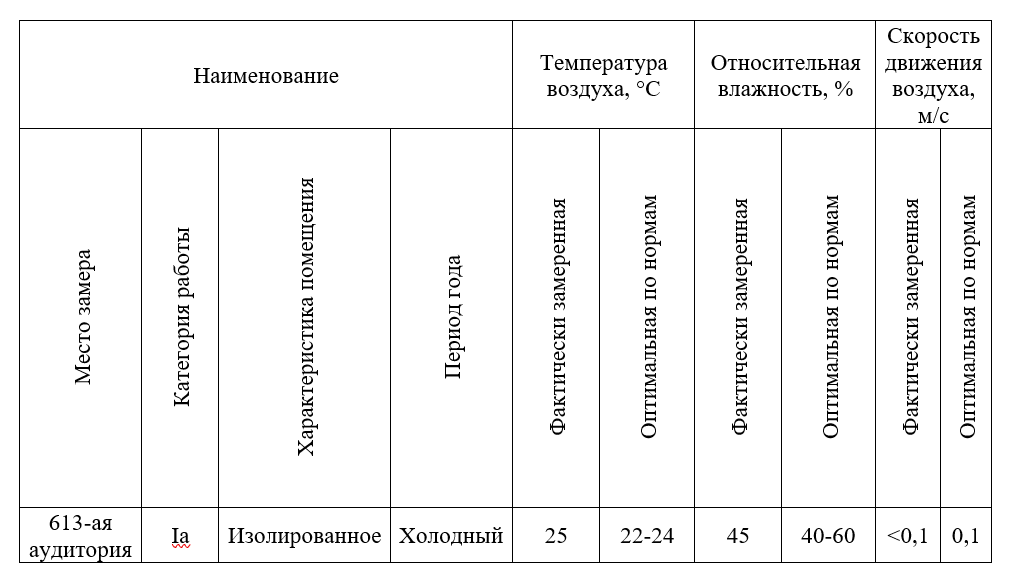 Наименование
Температура
воздуха, °С
Относительная
влажность, %
Скорость
движения
воздуха,
м/с
Место замера
Категория работы
Характеристика помещения
Период года
Фактически замеренная
Оптимальная по нормам
Фактически замеренная
Оптимальная по нормам
Фактически замеренная
Оптимальная по нормам
613-ая
аудитория
Iа
Изолированное
Холодный
25
22-24
45
40-60
<0,1
0,1